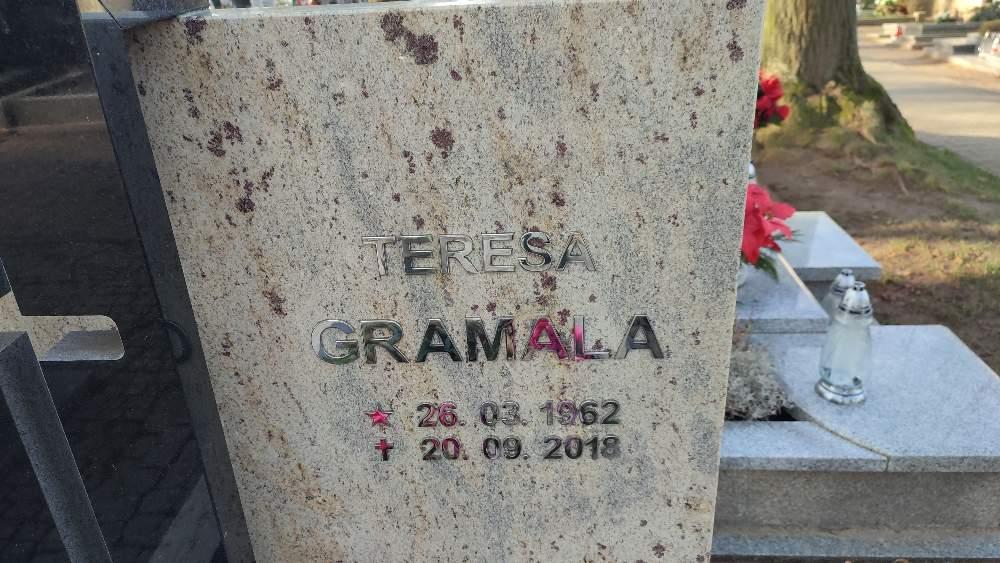 TERESA
GRAMALA
★ 26. 03. 1962
✝ 20. 09. 2018